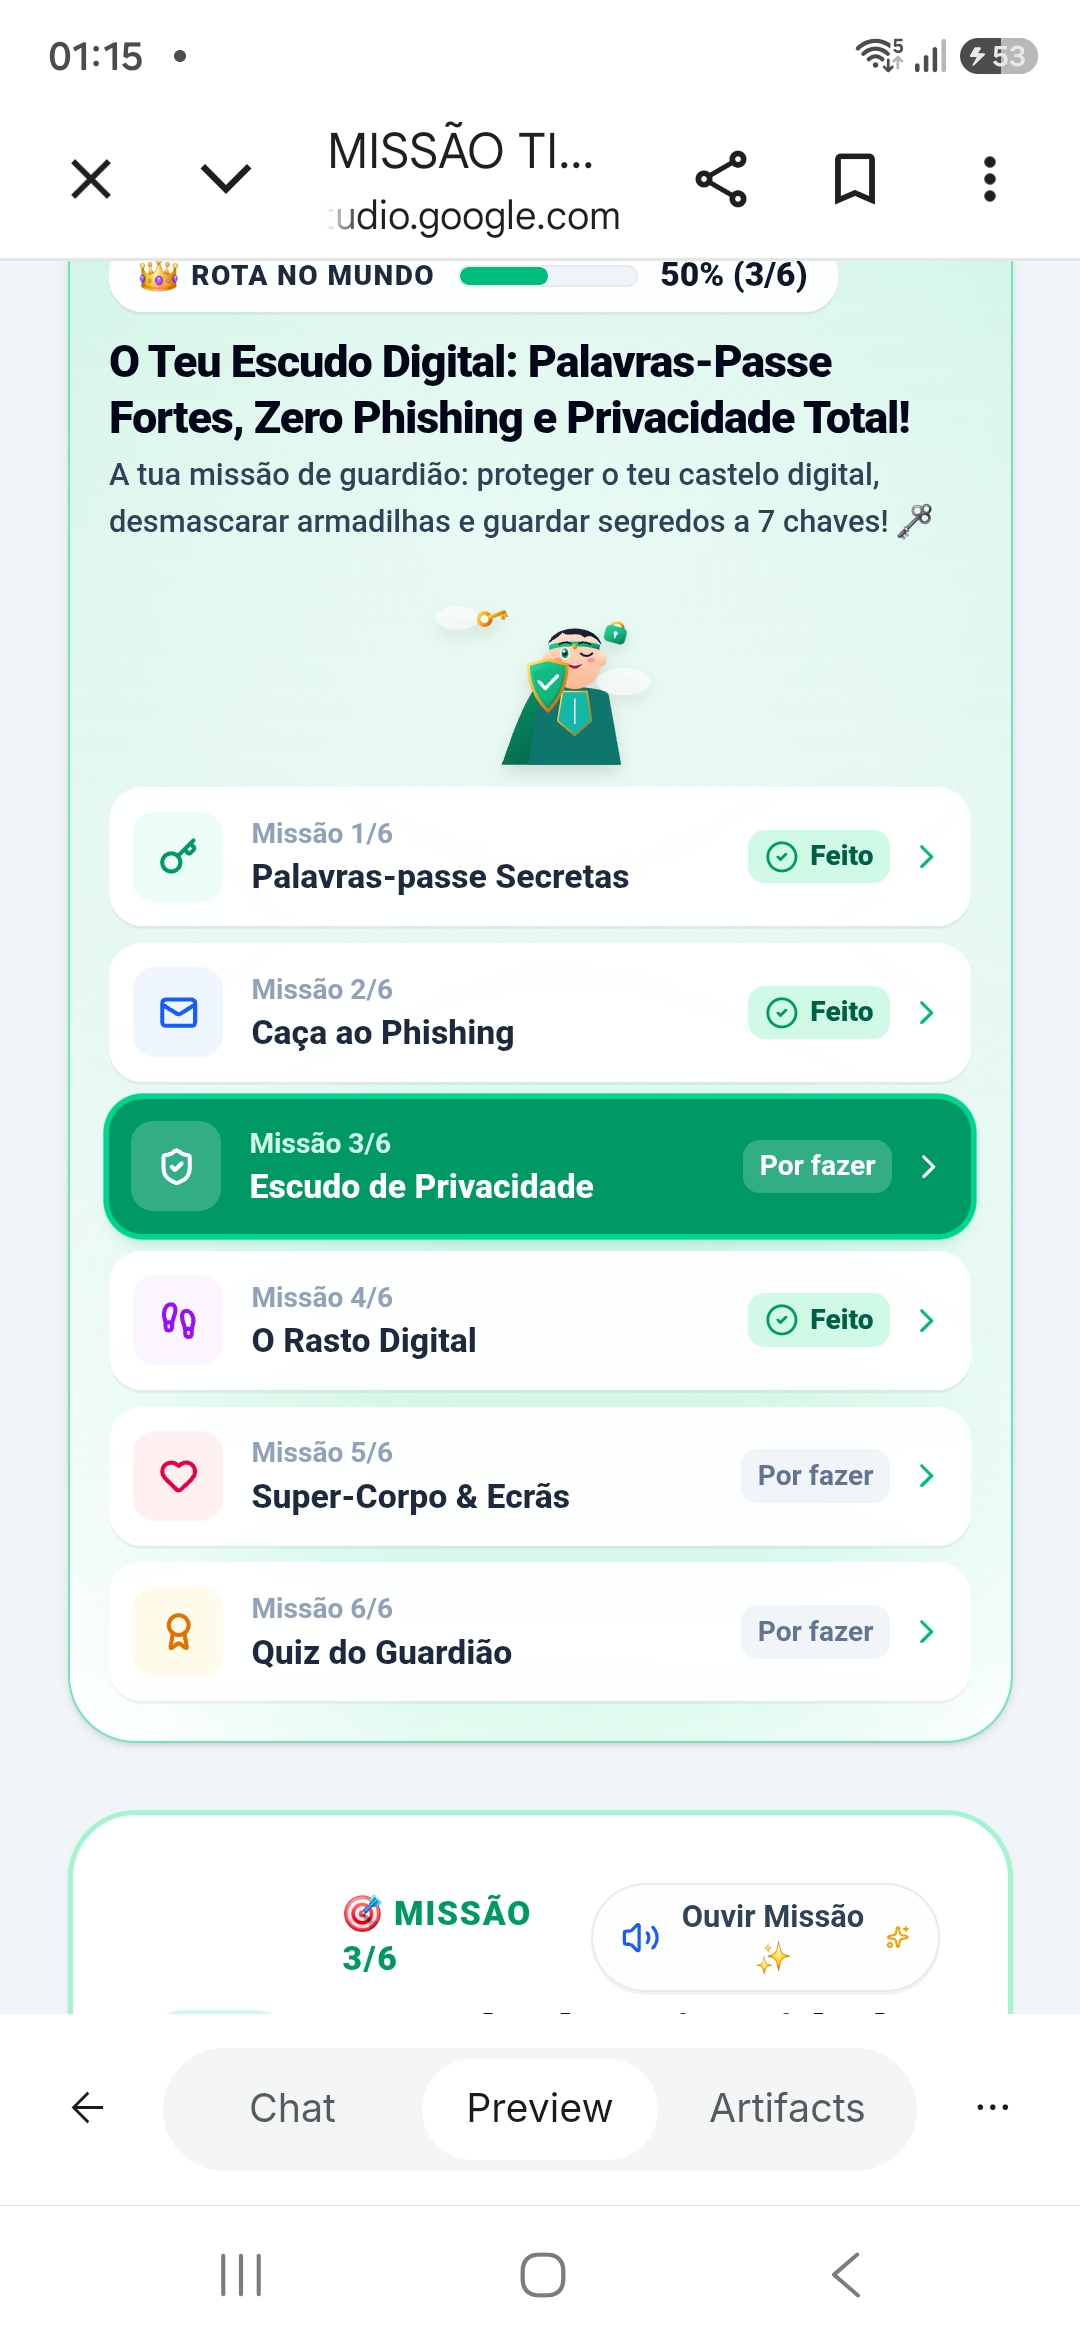 01:15
5
53
MISSÃO TI...
udio.google.com
ROTA NO MUNDO
50% (3/6)
O Teu Escudo Digital: Palavras-Passe
Fortes, Zero Phishing e Privacidade Total!
A tua missão de guardião: proteger o teu castelo digital,
desmascarar armadilhas e guardar segredos a 7 chaves!
Missão 1/6
Palavras-passe Secretas
Feito
Missão 2/6
Caça ao Phishing
Feito
Missão 3/6
Escudo de Privacidade
Por fazer
Missão 4/6
O Rasto Digital
Feito
Missão 5/6
Super-Corpo & Ecrãs
Por fazer
Missão 6/6
Quiz do Guardião
Por fazer
MISSÃO
3/6
Ouvir Missão
Chat
Preview
Artifacts